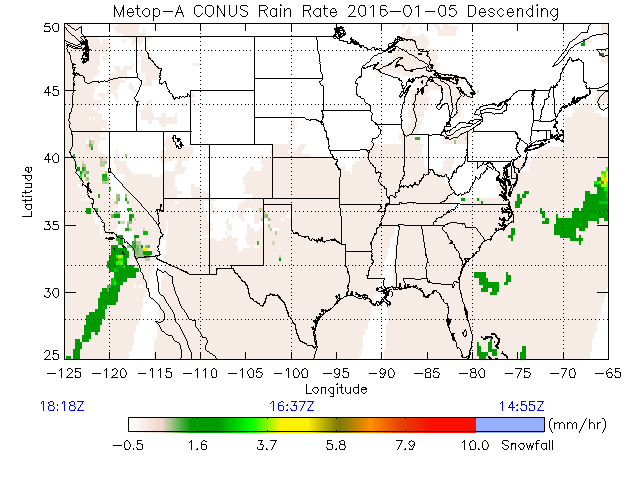 Metop-A CONUS Rain Rate 2016-01-05 Descending
50
45
40
35
30
25
Latitude
-125 -120 -115 -110 -105 -100 -95 -90 -85 -80 -75 -70 -65
Longitude
18:18Z 16:37Z 14:55Z
(mm/hr)
-0.5 1.6 3.7 5.8 7.9 10.0 Snowfall